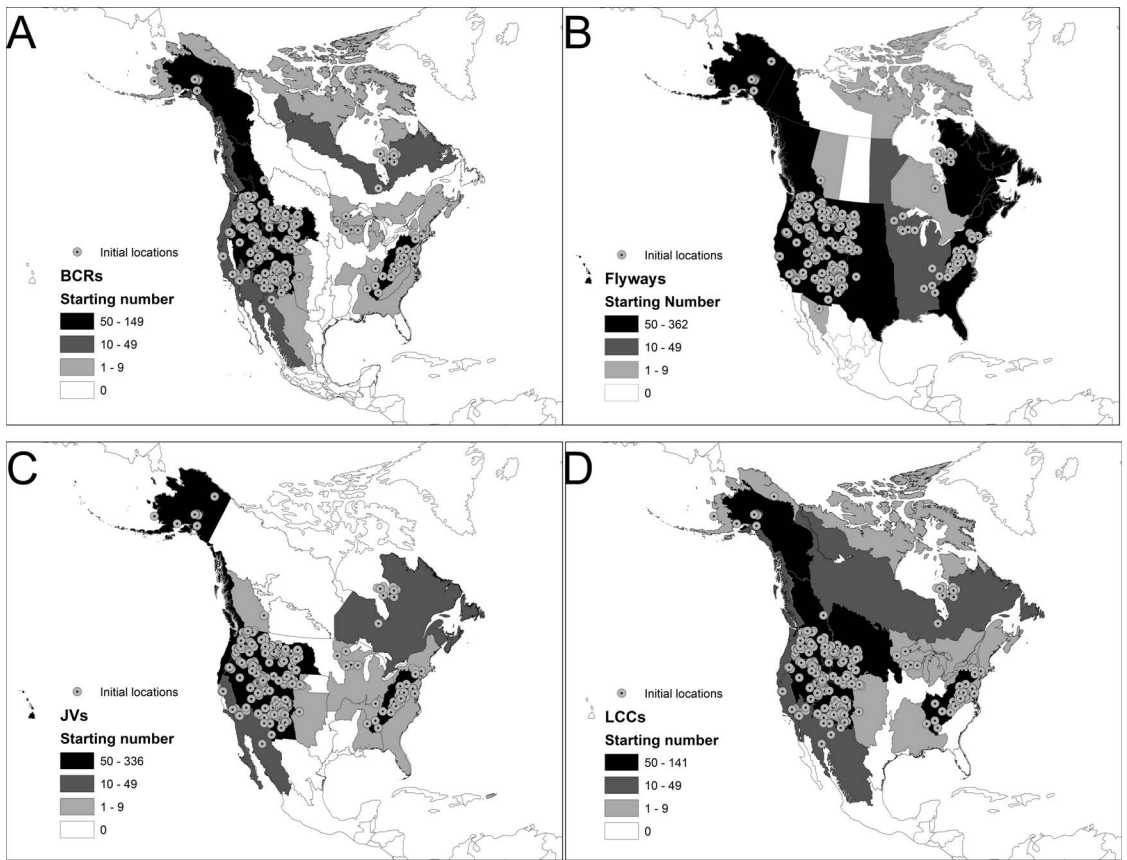 A
Initial locations
BCRs
Starting number
50 - 149
10 - 49
1 - 9
0
B
Initial locations
Flyways
Starting Number
50 - 362
10 - 49
1 - 9
0
C
Initial locations
JVs
Starting number
50 - 336
10 - 49
1 - 9
0
D
Initial locations
LCCs
Starting number
50 - 141
10 - 49
1 - 9
0